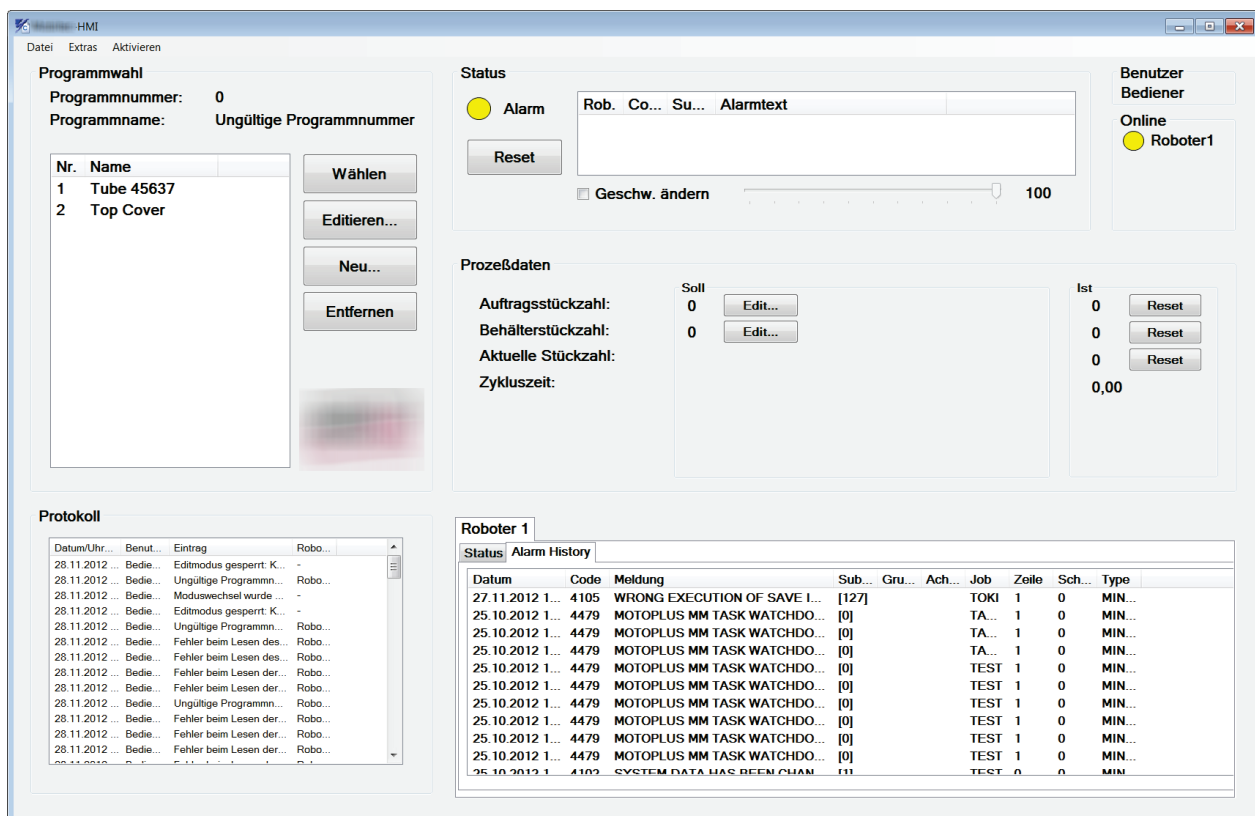 HMI
Datei Extras Aktivieren
Programmwahl
Programmnummer: 0
Programmname: Ungültige Programmnummer
Nr. Name
1 Tube 45637
2 Top Cover
Wählen
Editieren...
Neu...
Entfernen
Status
Alarm
Reset
Rob. Co... Su... Alarmtext
Geschw. ändern 100
Benutzer
Bediener
Online
Roboter1
Prozeßdaten
Soll Ist
Auftragsstückzahl: 0 Edit... 0 Reset
Behälterstückzahl: 0 Edit... 0 Reset
Aktuelle Stückzahl: 0 Reset
Zykluszeit: 0,00
Protokoll
Datum/Uhr... Benut... Eintrag Robo...
28.11.2012 ... Bedie... Editmodus gesperrt: K... -
28.11.2012 ... Bedie... Ungültige Programmn... Robo...
28.11.2012 ... Bedie... Moduswechsel wurde ... -
28.11.2012 ... Bedie... Editmodus gesperrt: K... -
28.11.2012 ... Bedie... Ungültige Programmn... Robo...
28.11.2012 ... Bedie... Fehler beim Lesen des... Robo...
28.11.2012 ... Bedie... Fehler beim Lesen des... Robo...
28.11.2012 ... Bedie... Fehler beim Lesen der... Robo...
28.11.2012 ... Bedie... Fehler beim Lesen der... Robo...
28.11.2012 ... Bedie... Ungültige Programmn... Robo...
28.11.2012 ... Bedie... Fehler beim Lesen der... Robo...
28.11.2012 ... Bedie... Fehler beim Lesen der... Robo...
28.11.2012 ... Bedie... Fehler beim Lesen der... Robo...
Roboter 1
Status Alarm History
Datum Code Meldung Sub... Gru... Ach... Job Zeile Sch... Type
27.11.2012 1... 4105 WRONG EXECUTION OF SAVE I... [127] TOKI 1 0 MIN...
25.10.2012 1... 4479 MOTOPLUS MM TASK WATCHDO... [0] TA... 1 0 MIN...
25.10.2012 1... 4479 MOTOPLUS MM TASK WATCHDO... [0] TA... 1 0 MIN...
25.10.2012 1... 4479 MOTOPLUS MM TASK WATCHDO... [0] TA... 1 0 MIN...
25.10.2012 1... 4479 MOTOPLUS MM TASK WATCHDO... [0] TEST 1 0 MIN...
25.10.2012 1... 4479 MOTOPLUS MM TASK WATCHDO... [0] TEST 1 0 MIN...
25.10.2012 1... 4479 MOTOPLUS MM TASK WATCHDO... [0] TEST 1 0 MIN...
25.10.2012 1... 4479 MOTOPLUS MM TASK WATCHDO... [0] TEST 1 0 MIN...
25.10.2012 1... 4479 MOTOPLUS MM TASK WATCHDO... [0] TEST 1 0 MIN...
25.10.2012 1... 4479 MOTOPLUS MM TASK WATCHDO... [0] TEST 1 0 MIN...
25.10.2012 1... 4102 SYSTEM DATA HAS BEEN CHAN... [1] TEST 0 0 MIN...